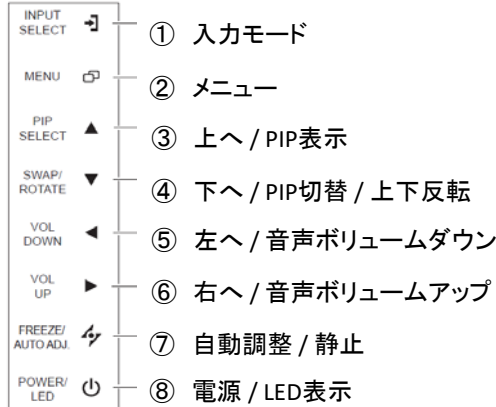 INPUT
SELECT
① 入力モード
MENU
② メニュー
PIP
SELECT
③ 上へ / PIP表示
SWAP/
ROTATE
④ 下へ / PIP切替 / 上下反転
VOL
DOWN
⑤ 左へ / 音声ボリュームダウン
VOL
UP
⑥ 右へ / 音声ボリュームアップ
FREEZE/
AUTO ADJ.
⑦ 自動調整 / 静止
POWER/
LED
⑧ 電源 / LED表示